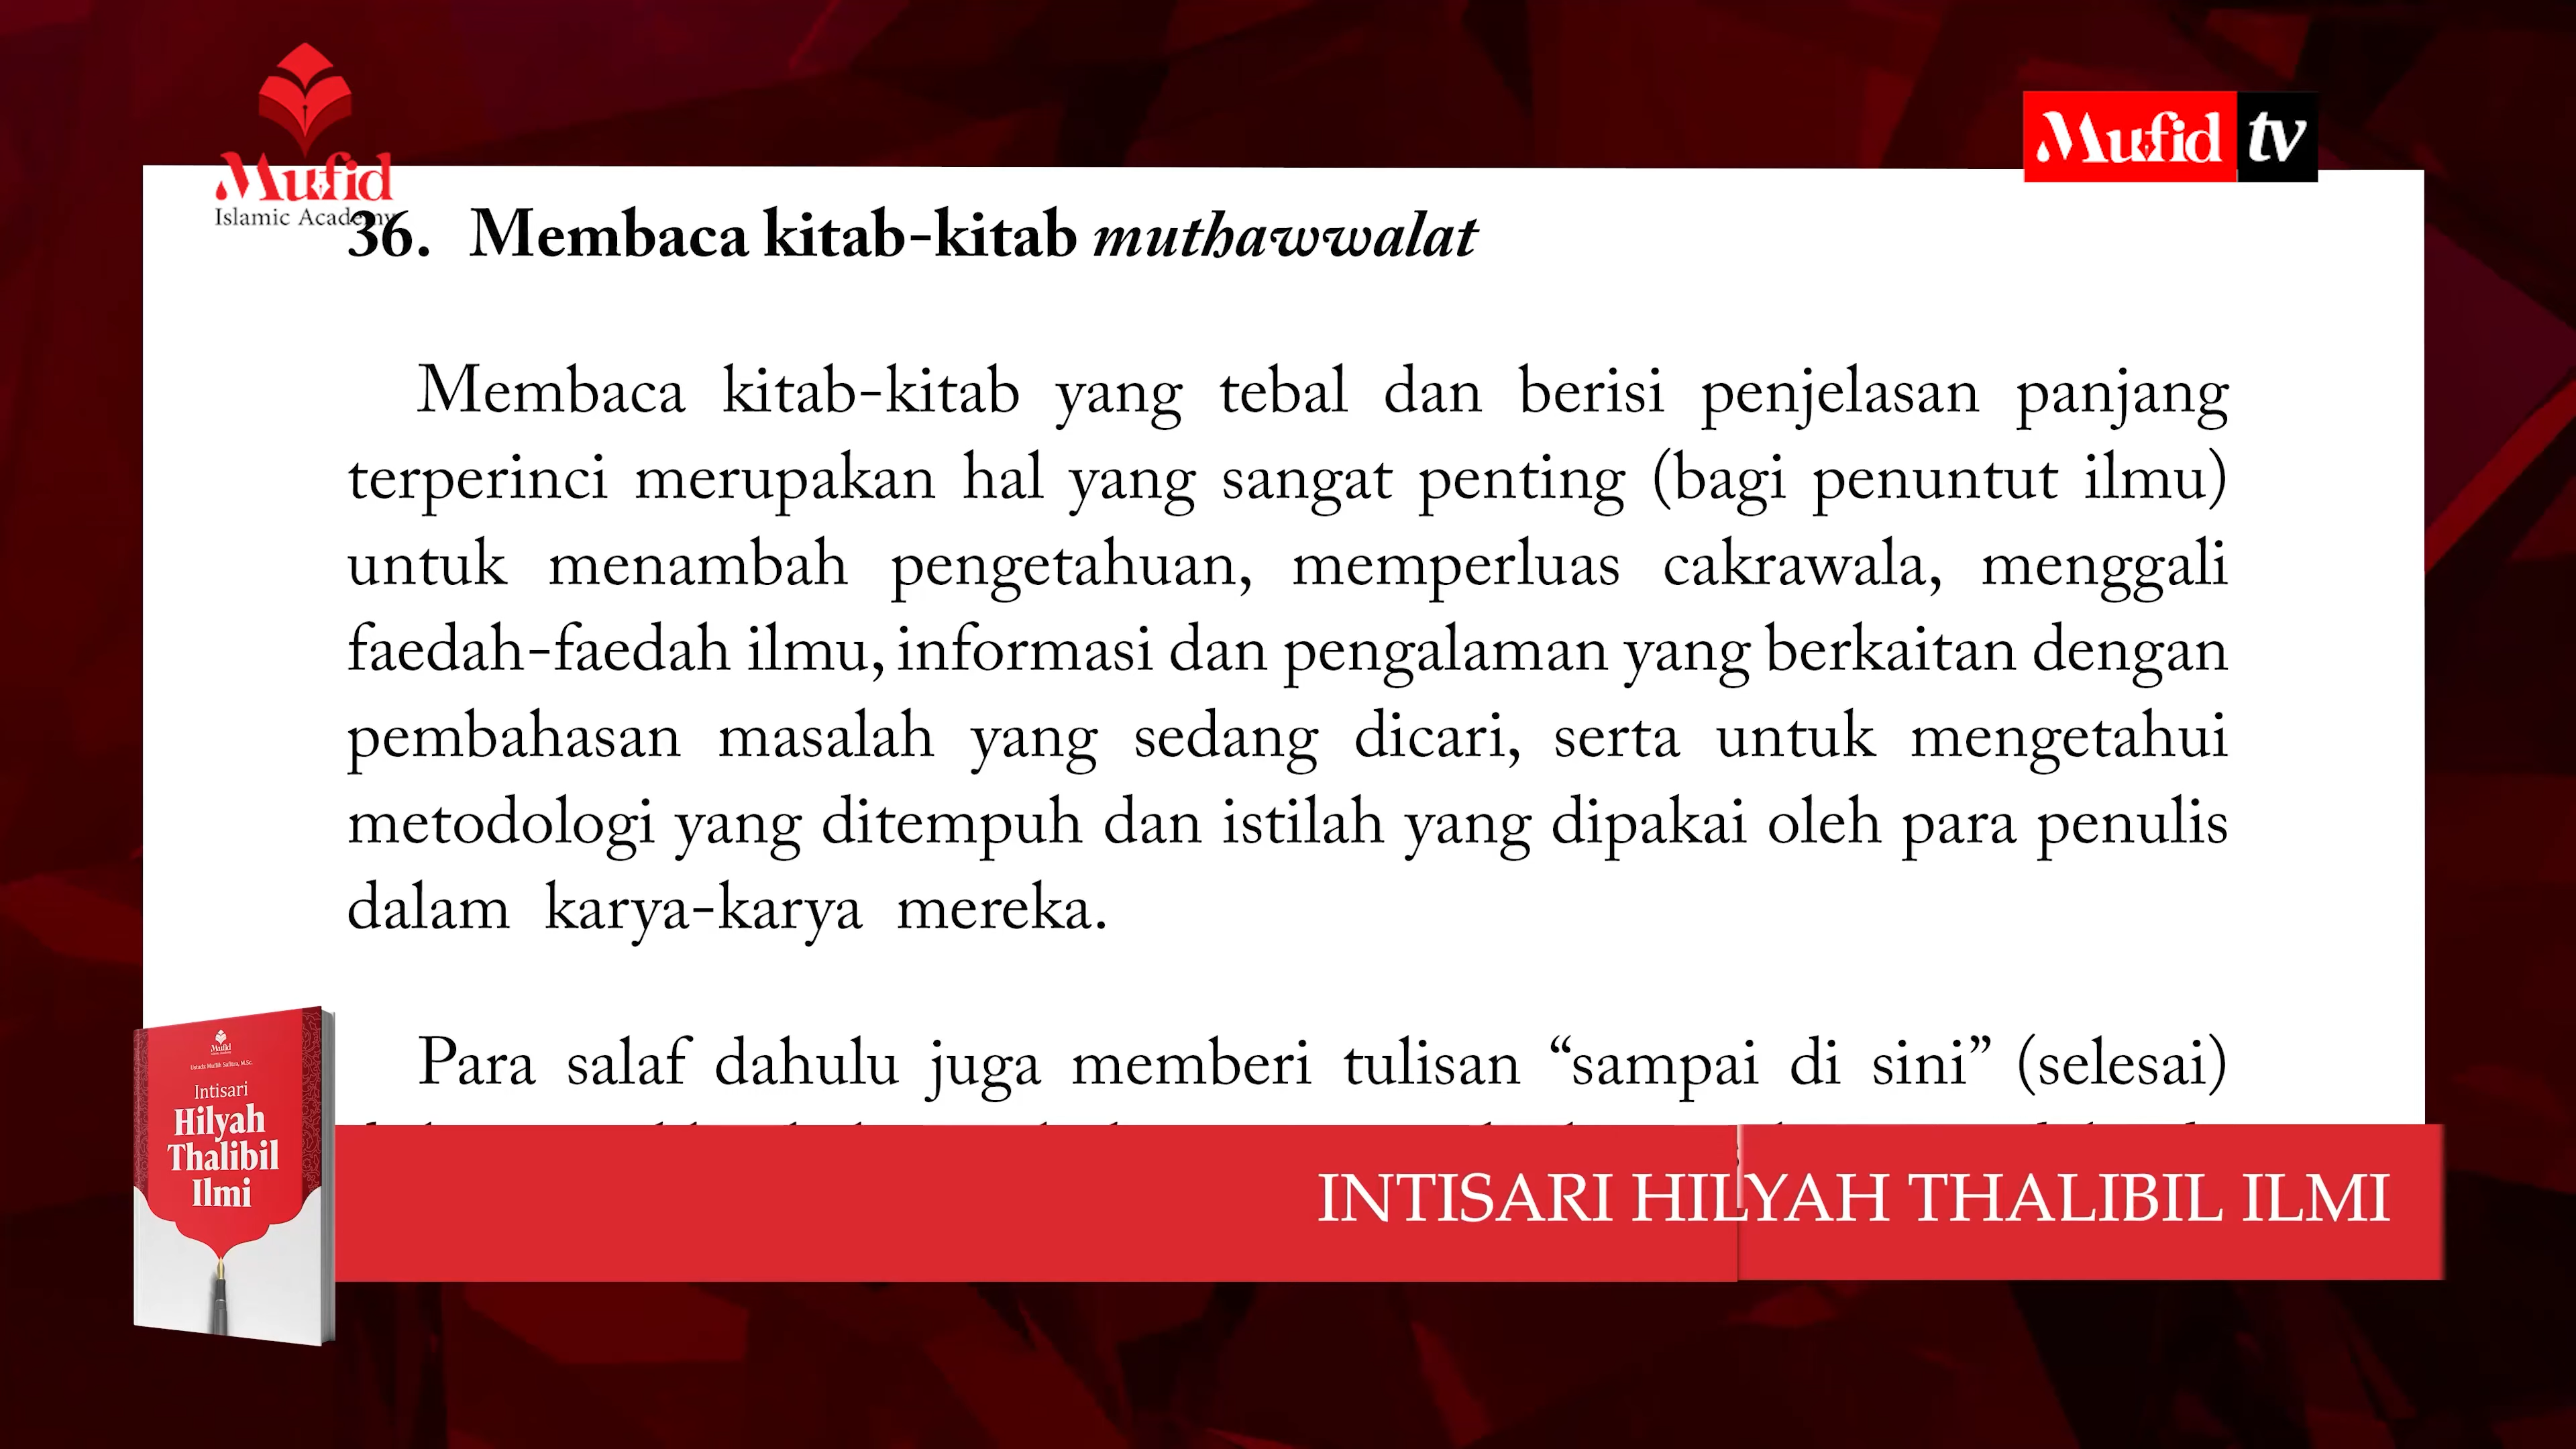 Mufid
Islamic Academy
Mufid tv
36. Membaca kitab-kitab muthawwalat
Membaca kitab-kitab yang tebal dan berisi penjelasan panjang
terperinci merupakan hal yang sangat penting (bagi penuntut ilmu)
untuk menambah pengetahuan, memperluas cakrawala, menggali
faedah-faedah ilmu, informasi dan pengalaman yang berkaitan dengan
pembahasan masalah yang sedang dicari, serta untuk mengetahui
metodologi yang ditempuh dan istilah yang dipakai oleh para penulis
dalam karya-karya mereka.
Para salaf dahulu juga memberi tulisan “sampai di sini” (selesai)
Mufid
Intisari
Hilyah
Thalibil
Ilmi
INTISARI HILYAH THALIBIL ILMI